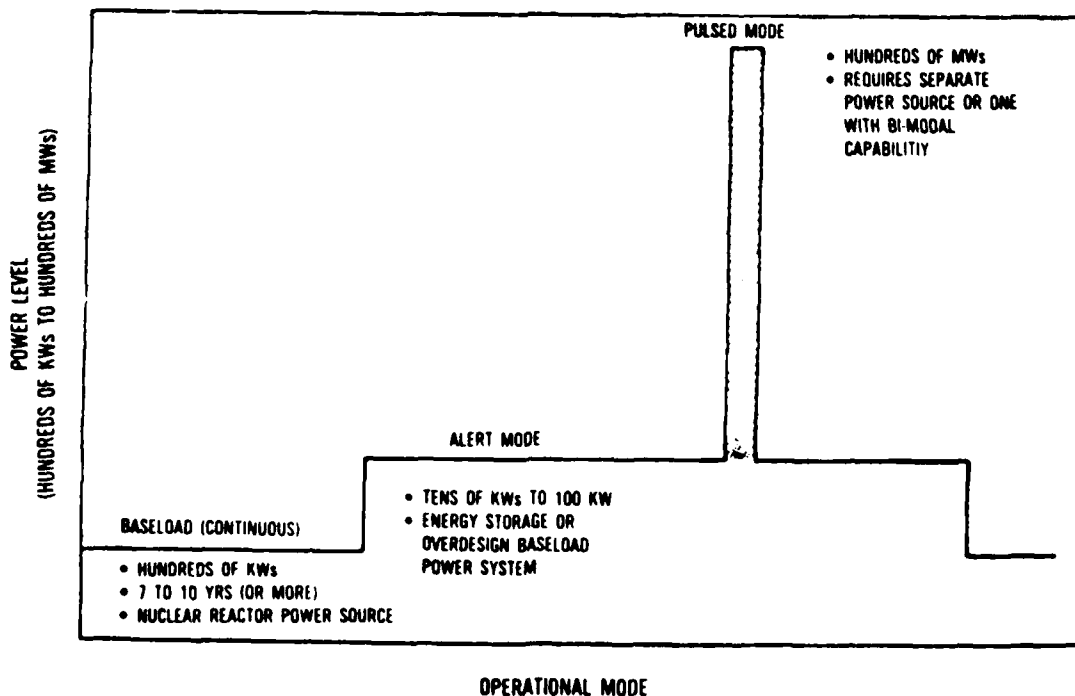 PULSED MODE
• HUNDREDS OF MWs
• REQUIRES SEPARATE
POWER SOURCE OR ONE
WITH BI-MODAL
CAPABILITIY
POWER LEVEL
(HUNDREDS OF KWs TO HUNDREDS OF MWs)
ALERT MODE
• TENS OF KWs TO 100 KW
• ENERGY STORAGE OR
OVERDESIGN BASELOAD
POWER SYSTEM
BASELOAD (CONTINUOUS)
• HUNDREDS OF KWs
• 7 TO 10 YRS (OR MORE)
• NUCLEAR REACTOR POWER SOURCE
OPERATIONAL MODE